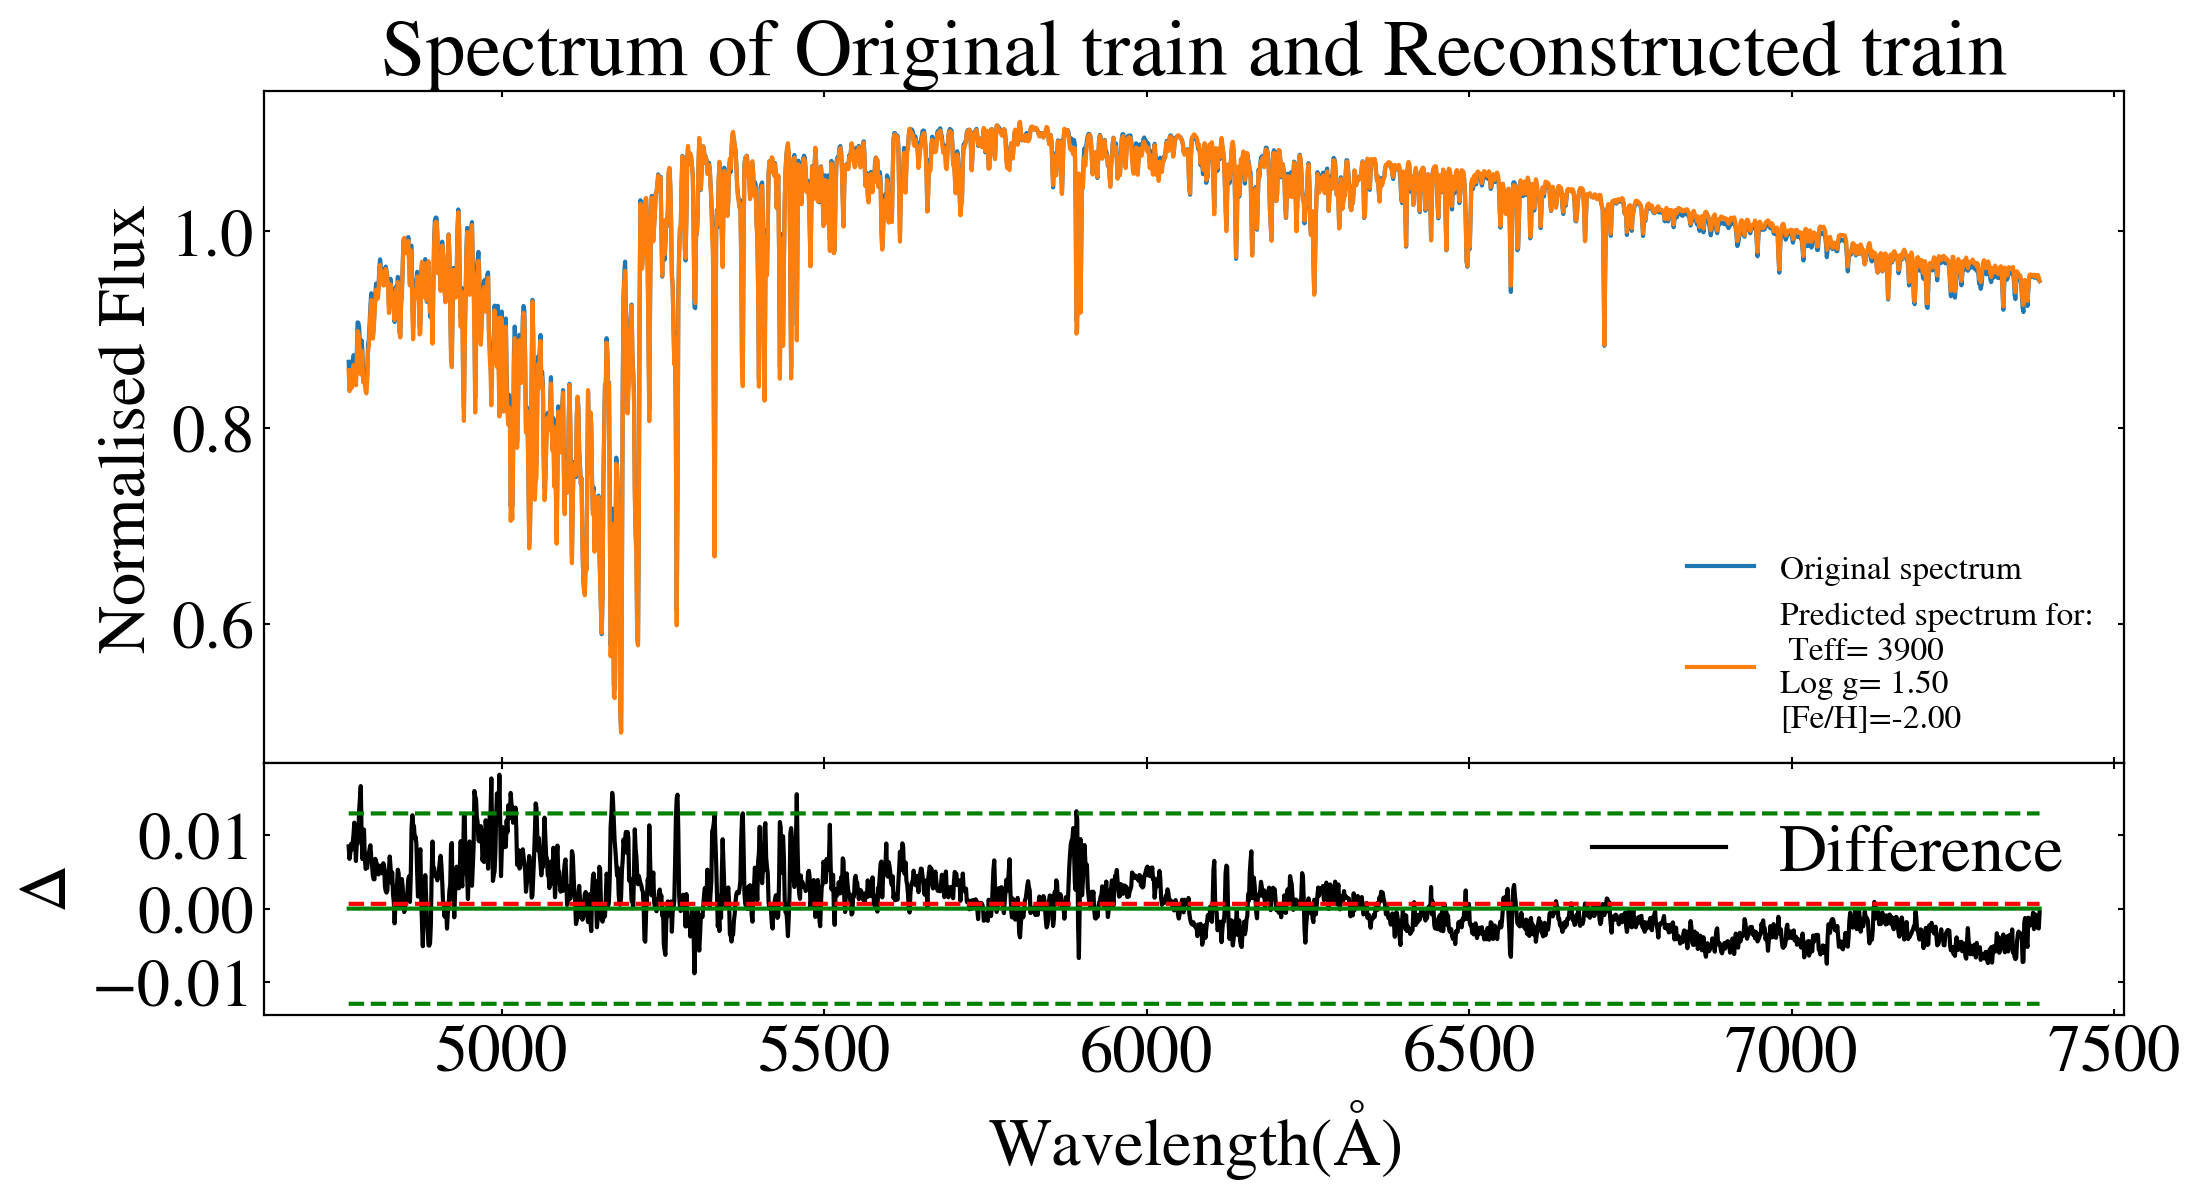 Spectrum of Original train and Reconstructed train
Normalised Flux
1.0
0.8
0.6
Original spectrum
Predicted spectrum for:
Teff= 3900
Log g= 1.50
[Fe/H]=-2.00
Δ
0.01
0.00
−0.01
Difference
5000 5500 6000 6500 7000 7500
Wavelength(Å)